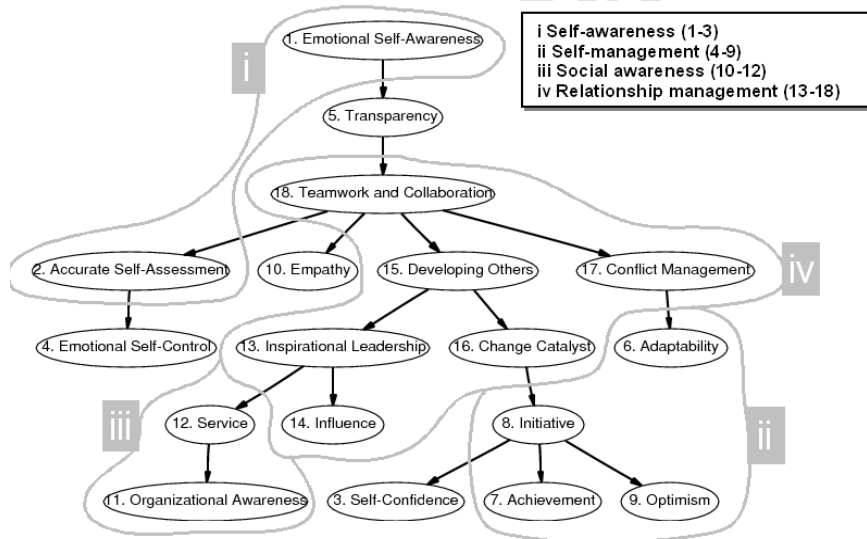 i Self-awareness (1-3)
ii Self-management (4-9)
iii Social awareness (10-12)
iv Relationship management (13-18)
1. Emotional Self-Awareness
i
5. Transparency
18. Teamwork and Collaboration
2. Accurate Self-Assessment
10. Empathy
15. Developing Others
17. Conflict Management
iv
4. Emotional Self-Control
13. Inspirational Leadership
16. Change Catalyst
6. Adaptability
iii
12. Service
14. Influence
8. Initiative
ii
11. Organizational Awareness
3. Self-Confidence
7. Achievement
9. Optimism